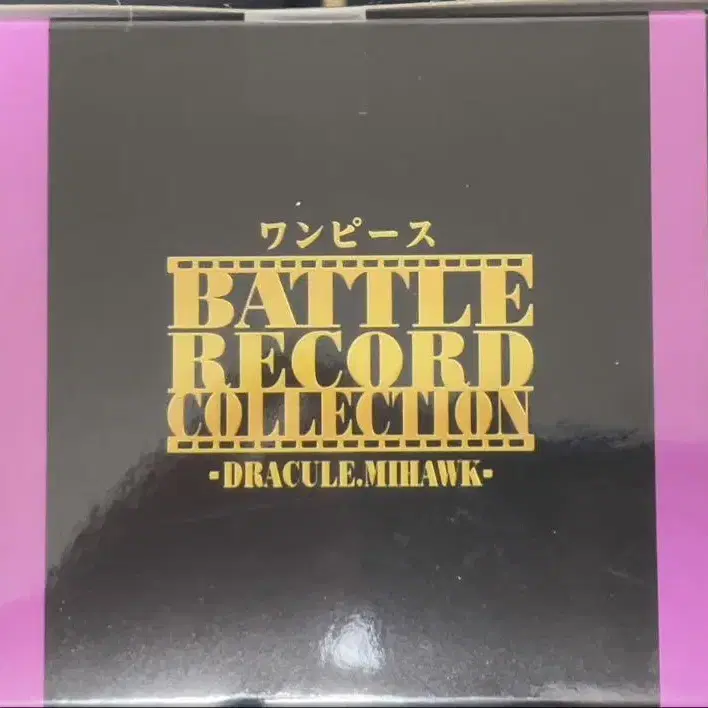 ワンピース
BATTLE
RECORD
COLLECTION
-DRACULE.MIHAWK-